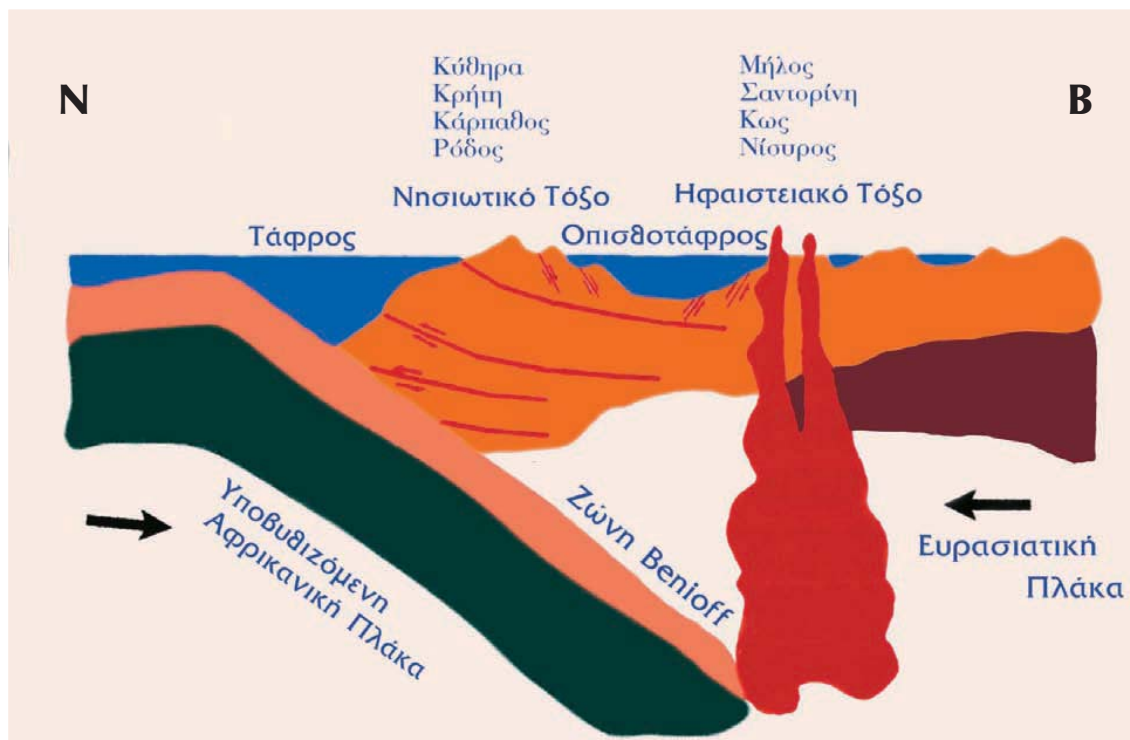 N
B
Κύθηρα
Κρήτη
Κάρπαθος
Ρόδος
Μήλος
Σαντορίνη
Κως
Νίσυρος
Νησιωτικό Τόξο
Ηφαιστειακό Τόξο
Τάφρος
Οπισθοτάφρος
Υποβυθιζόμενη
Αφρικανική Πλάκα
Ζώνη Benioff
Ευρασιατική
Πλάκα